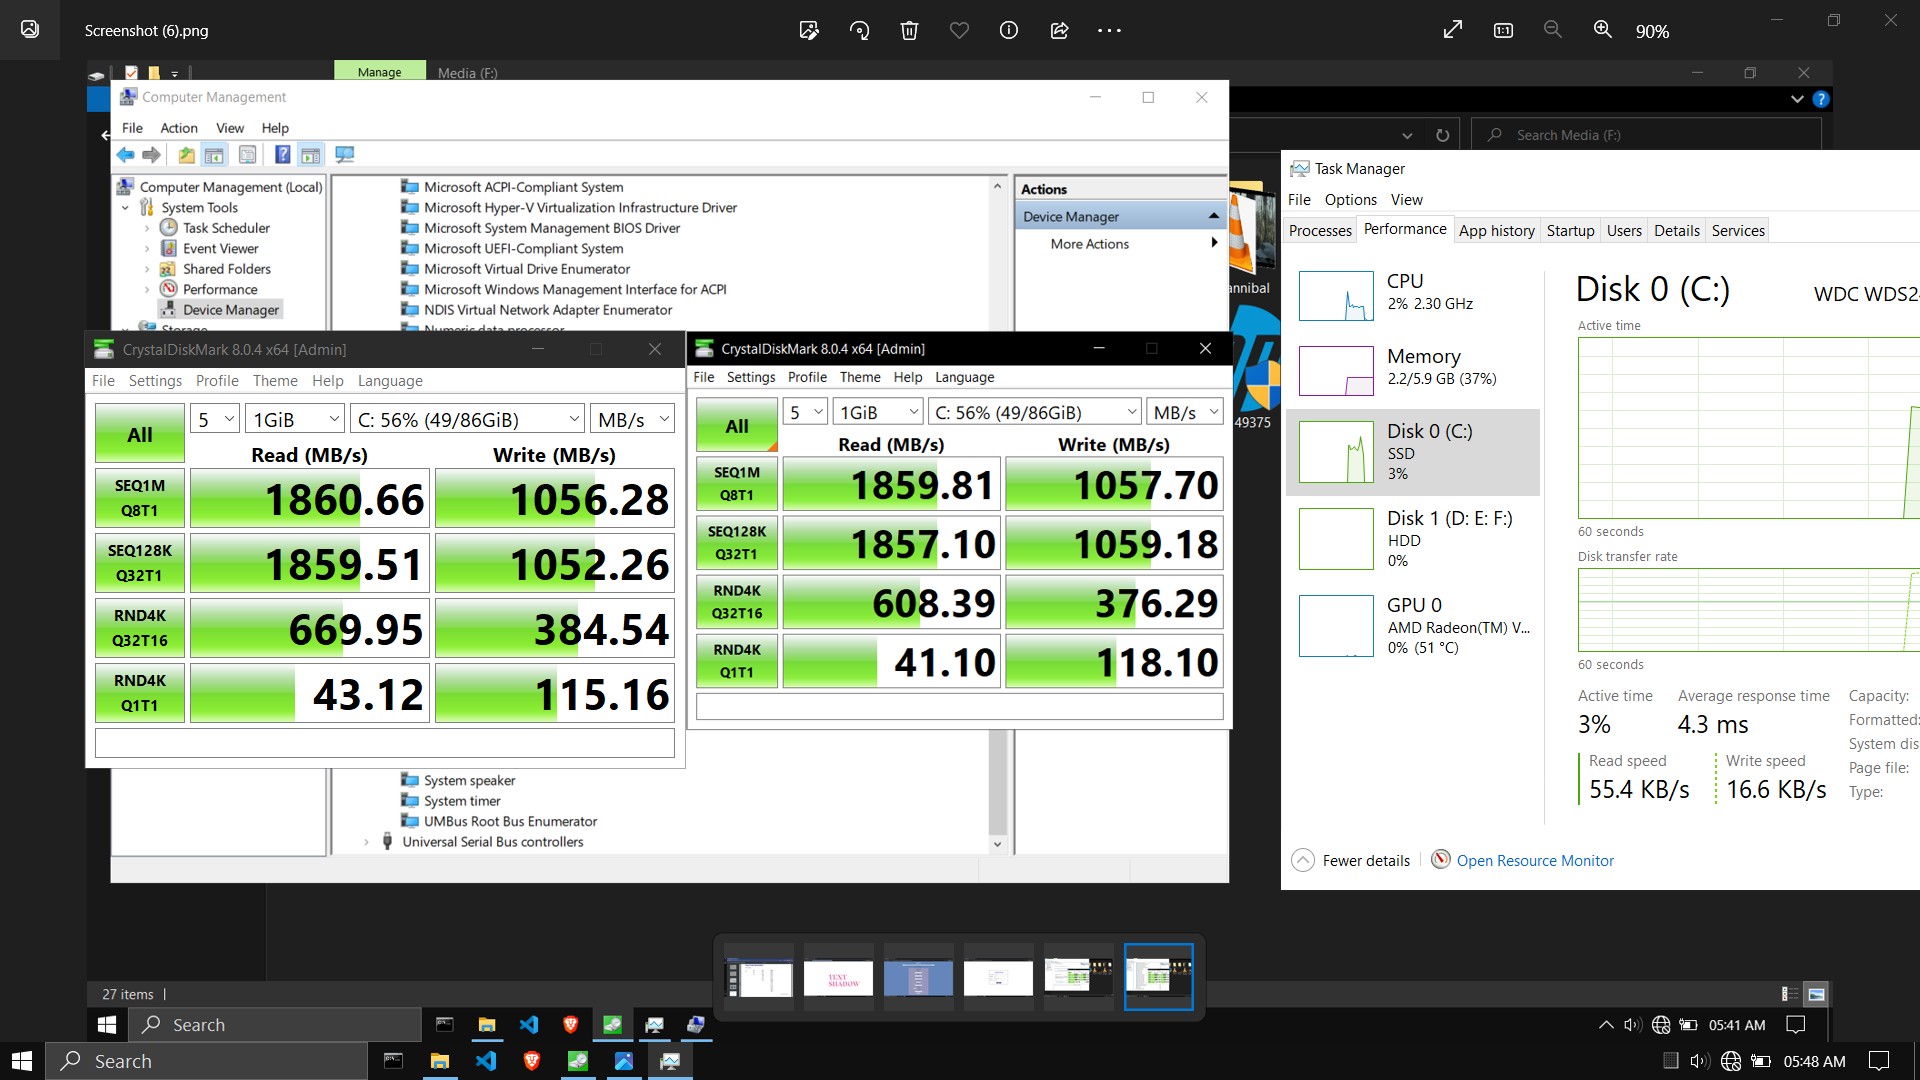 Screenshot (6).png
90%
Manage
Media (F:)
Computer Management
File Action View Help
Search Media (F:)
Computer Management (Local)
System Tools
Task Scheduler
Event Viewer
Shared Folders
Performance
Device Manager
Storage
Microsoft ACPI-Compliant System
Microsoft Hyper-V Virtualization Infrastructure Driver
Microsoft System Management BIOS Driver
Microsoft UEFI-Compliant System
Microsoft Virtual Drive Enumerator
Microsoft Windows Management Interface for ACPI
NDIS Virtual Network Adapter Enumerator
Numeric data processor
Actions
Device Manager
More Actions
annibal
49375
CrystalDiskMark 8.0.4 x64 [Admin]
File Settings Profile Theme Help Language
All 5 1GiB C: 56% (49/86GiB) MB/s
Read (MB/s) Write (MB/s)
SEQ1M
Q8T1
1860.66 1056.28
SEQ128K
Q32T1
1859.51 1052.26
RND4K
Q32T16
669.95 384.54
RND4K
Q1T1
43.12 115.16
CrystalDiskMark 8.0.4 x64 [Admin]
File Settings Profile Theme Help Language
All 5 1GiB C: 56% (49/86GiB) MB/s
Read (MB/s) Write (MB/s)
SEQ1M
Q8T1
1859.81 1057.70
SEQ128K
Q32T1
1857.10 1059.18
RND4K
Q32T16
608.39 376.29
RND4K
Q1T1
41.10 118.10
System speaker
System timer
UMBus Root Bus Enumerator
Universal Serial Bus controllers
Task Manager
File Options View
Processes Performance App history Startup Users Details Services
CPU
2% 2.30 GHz
Memory
2.2/5.9 GB (37%)
Disk 0 (C:)
SSD
3%
Disk 1 (D: E: F:)
HDD
0%
GPU 0
AMD Radeon(TM) V...
0% (51 °C)
Disk 0 (C:)
WDC WDS2
Active time
60 seconds
Disk transfer rate
60 seconds
Active time Average response time
3% 4.3 ms
Read speed Write speed
55.4 KB/s 16.6 KB/s
Capacity:
Formatted:
System dis
Page file:
Type:
Fewer details Open Resource Monitor
TEXT
SHADOW
27 items
Search
05:41 AM
Search
05:48 AM